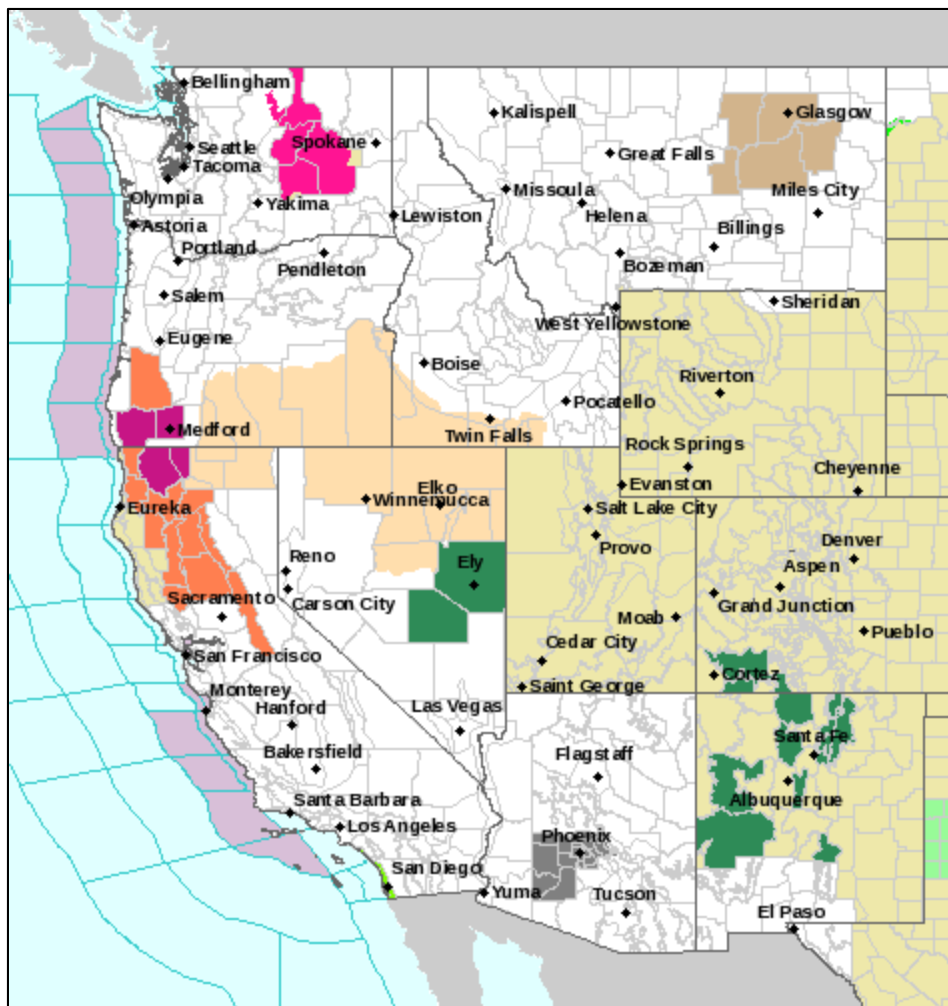 Bellingham
Kalispell
Glasgow
Seattle
Spokane
Great Falls
Tacoma
Olympia
Missoula
Miles City
Yakima
Helena
Lewiston
Astoria
Billings
Portland
Pendleton
Bozeman
Salem
Sheridan
West Yellowstone
Eugene
Boise
Riverton
Pocatello
Medford
Twin Falls
Rock Springs
Cheyenne
Evanston
Elko
Winnemucca
Eureka
Salt Lake City
Provo
Denver
Reno
Ely
Aspen
Sacramento
Carson City
Grand Junction
Moab
Pueblo
Cedar City
San Francisco
Cortez
Saint George
Monterey
Hanford
Las Vegas
Santa Fe
Bakersfield
Flagstaff
Albuquerque
Santa Barbara
Los Angeles
Phoenix
San Diego
Yuma
Tucson
El Paso